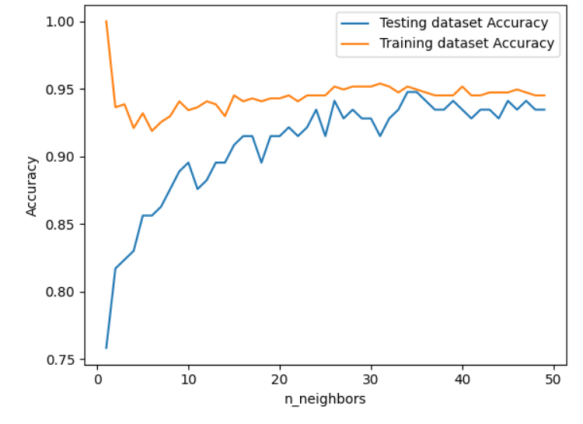 Testing dataset Accuracy
Training dataset Accuracy
1.00
0.95
0.90
0.85
0.80
0.75
Accuracy
0 10 20 30 40 50
n_neighbors